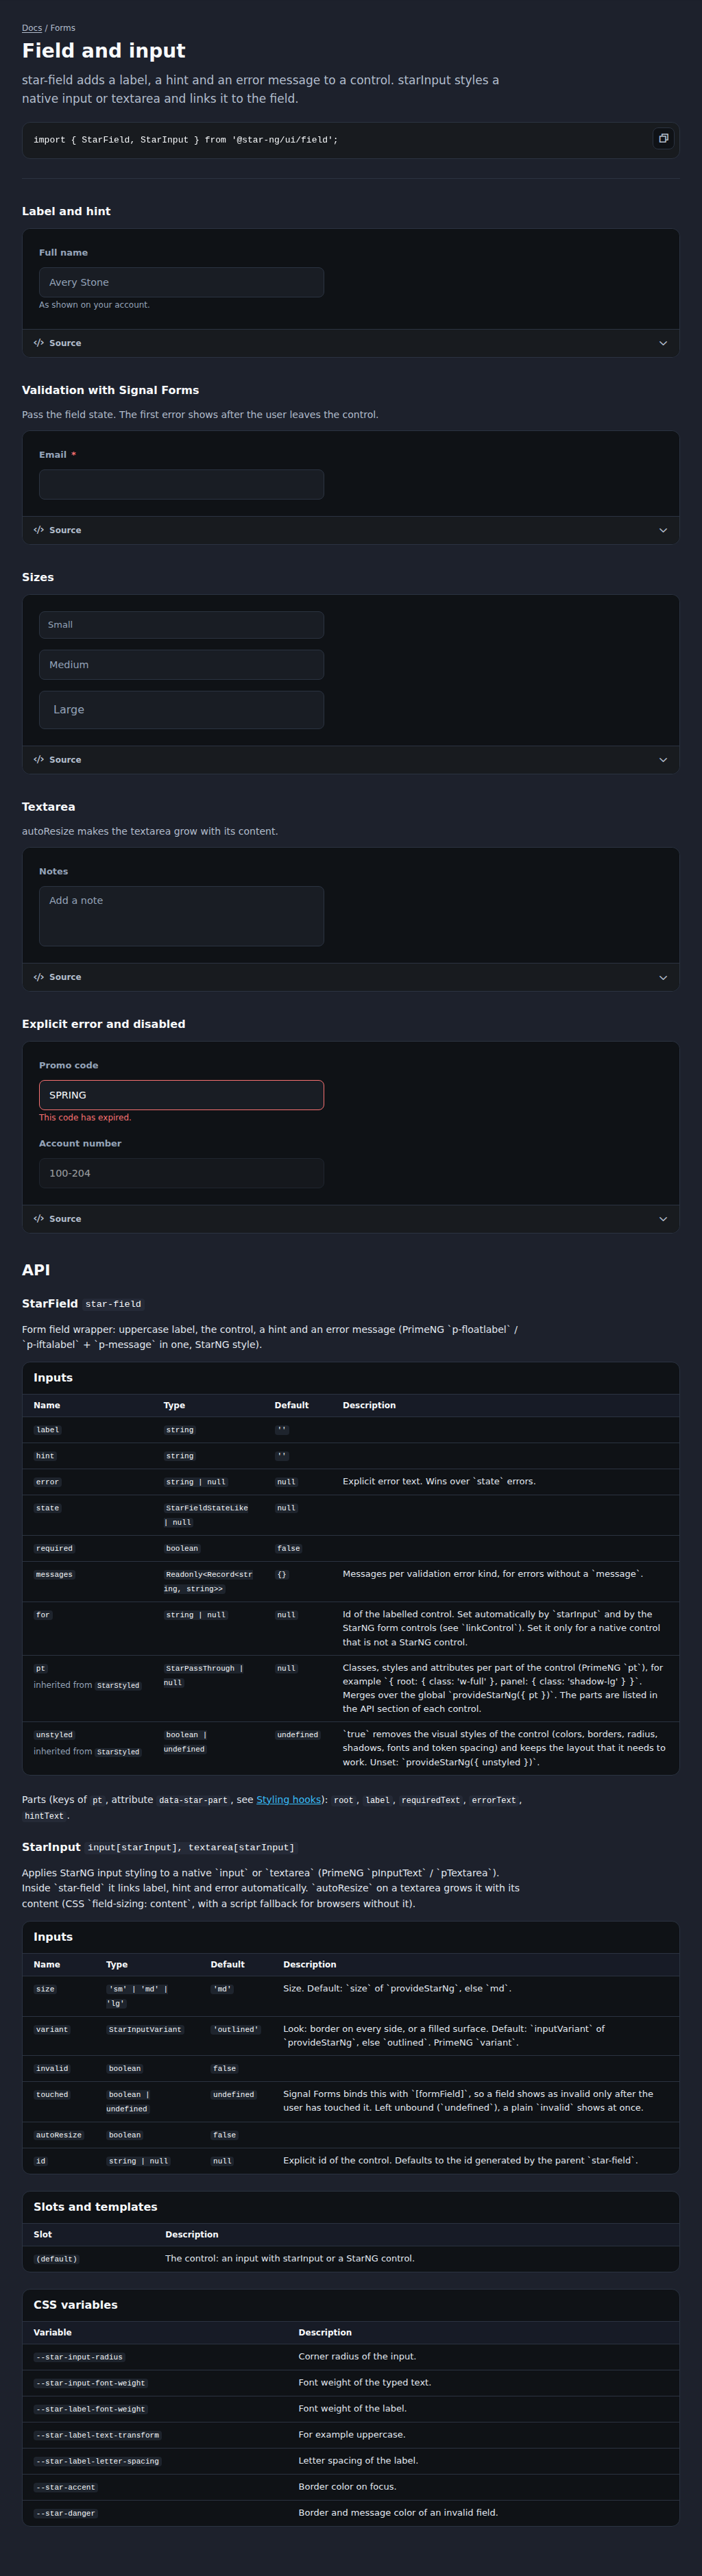 Docs / Forms
Field and input
star-field adds a label, a hint and an error message to a control. starInput styles a
native input or textarea and links it to the field.
import { StarField, StarInput } from '@star-ng/ui/field';
Label and hint
Full name
Avery Stone
As shown on your account.
Source
Validation with Signal Forms
Pass the field state. The first error shows after the user leaves the control.
Email *
Source
Sizes
Small
Medium
Large
Source
Textarea
autoResize makes the textarea grow with its content.
Notes
Add a note
Source
Explicit error and disabled
Promo code
SPRING
This code has expired.
Account number
100-204
Source
API
StarField star-field
Form field wrapper: uppercase label, the control, a hint and an error message (PrimeNG `p-floatlabel` /
`p-iftalabel` + `p-message` in one, StarNG style).
Inputs
Name Type Default Description
label string ''
hint string ''
error string | null null Explicit error text. Wins over `state` errors.
state StarFieldStateLike null
| null
required boolean false
messages Readonly<Record<str {} Messages per validation error kind, for errors without a `message`.
ing, string>>
for string | null null Id of the labelled control. Set automatically by `starInput` and by the
StarNG form controls (see `linkControl`). Set it only for a native control
that is not a StarNG control.
pt StarPassThrough | null Classes, styles and attributes per part of the control (PrimeNG `pt`), for
inherited from StarStyled null example `{ root: { class: 'w-full' }, panel: { class: 'shadow-lg' } }`.
Merges over the global `provideStarNg({ pt })`. The parts are listed in
the API section of each control.
unstyled boolean | undefined `true` removes the visual styles of the control (colors, borders, radius,
inherited from StarStyled undefined shadows, fonts and token spacing) and keeps the layout that it needs to
work. Unset: `provideStarNg({ unstyled })`.
Parts (keys of pt, attribute data-star-part, see Styling hooks): root, label, requiredText, errorText,
hintText.
StarInput input[starInput], textarea[starInput]
Applies StarNG input styling to a native `input` or `textarea` (PrimeNG `pInputText` / `pTextarea`).
Inside `star-field` it links label, hint and error automatically. `autoResize` on a textarea grows it with its
content (CSS `field-sizing: content`, with a script fallback for browsers without it).
Inputs
Name Type Default Description
size 'sm' | 'md' | 'md' Size. Default: `size` of `provideStarNg`, else `md`.
'lg'
variant StarInputVariant 'outlined' Look: border on every side, or a filled surface. Default: `inputVariant` of
`provideStarNg`, else `outlined`. PrimeNG `variant`.
invalid boolean false
touched boolean | undefined Signal Forms binds this with `[formField]`, so a field shows as invalid only after the
undefined user has touched it. Left unbound (`undefined`), a plain `invalid` shows at once.
autoResize boolean false
id string | null null Explicit id of the control. Defaults to the id generated by the parent `star-field`.
Slots and templates
Slot Description
(default) The control: an input with starInput or a StarNG control.
CSS variables
Variable Description
--star-input-radius Corner radius of the input.
--star-input-font-weight Font weight of the typed text.
--star-label-font-weight Font weight of the label.
--star-label-text-transform For example uppercase.
--star-label-letter-spacing Letter spacing of the label.
--star-accent Border color on focus.
--star-danger Border and message color of an invalid field.